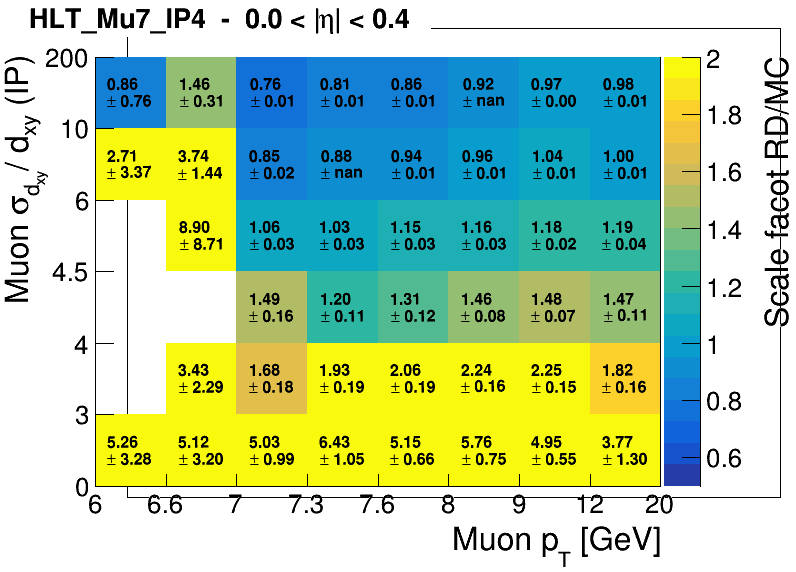 HLT_Mu7_IP4 - 0.0 < |η| < 0.4
Muon σ_dxy / d_xy (IP)
200
10
6
4.5
4
3
0
0.86 ± 0.76
1.46 ± 0.31
0.76 ± 0.01
0.81 ± 0.01
0.86 ± 0.01
0.92 ± nan
0.97 ± 0.00
0.98 ± 0.01
2.71 ± 3.37
3.74 ± 1.44
0.85 ± 0.02
0.88 ± nan
0.94 ± 0.01
0.96 ± 0.01
1.04 ± 0.01
1.00 ± 0.01
8.90 ± 8.71
1.06 ± 0.03
1.03 ± 0.03
1.15 ± 0.03
1.16 ± 0.03
1.18 ± 0.02
1.19 ± 0.04
1.49 ± 0.16
1.20 ± 0.11
1.31 ± 0.12
1.46 ± 0.08
1.48 ± 0.07
1.47 ± 0.11
3.43 ± 2.29
1.68 ± 0.18
1.93 ± 0.19
2.06 ± 0.19
2.24 ± 0.16
2.25 ± 0.15
1.82 ± 0.16
5.26 ± 3.28
5.12 ± 3.20
5.03 ± 0.99
6.43 ± 1.05
5.15 ± 0.66
5.76 ± 0.75
4.95 ± 0.55
3.77 ± 1.30
6 6.6 7 7.3 7.6 8 9 12 20
Muon p_T [GeV]
2
1.8
1.6
1.4
1.2
1
0.8
0.6
Scale facot RD/MC